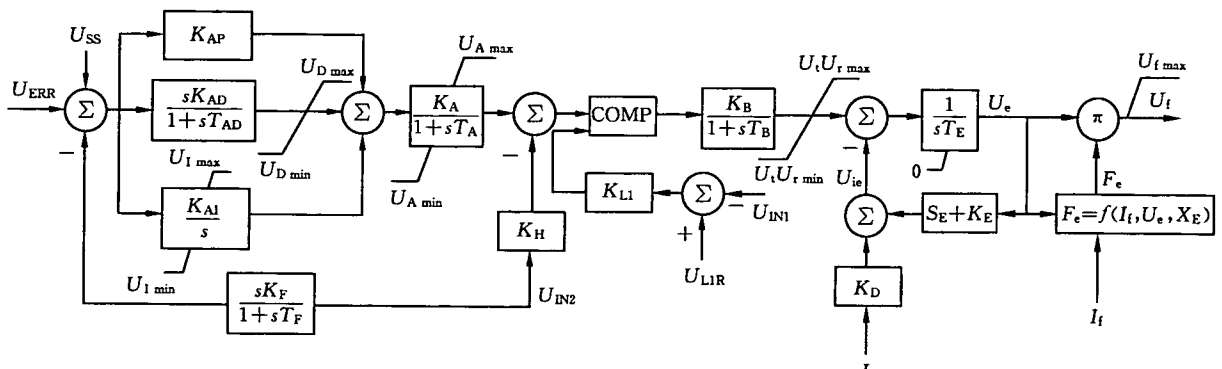 U_SS
K_AP
U_A max
U_t U_r max
U_f max
U_D max
U_f
U_ERR
Σ
sK_AD
1+sT_AD
Σ
K_A
1+sT_A
Σ
COMP
K_B
1+sT_B
Σ
1
sT_E
U_e
π
−
U_I max
U_D min
−
−
0
K_AI
s
U_A min
K_L1
Σ
−
U_IN1
U_t U_r min
U_ie
F_e
K_H
Σ
S_E+K_E
F_e=f(I_f,U_e,X_E)
U_I min
+
U_L1R
sK_F
1+sT_F
U_IN2
K_D
I_f